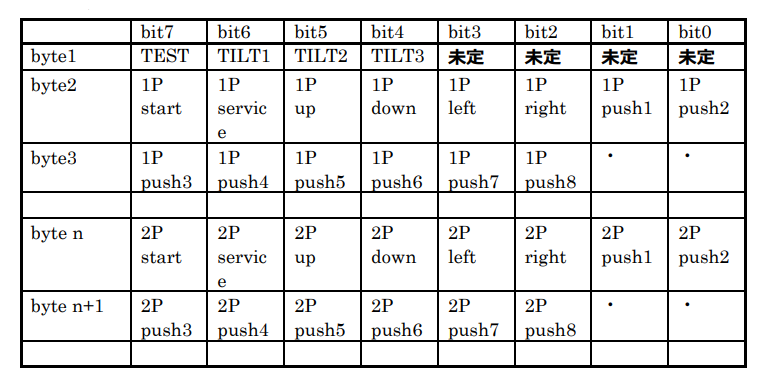 bit7 bit6 bit5 bit4 bit3 bit2 bit1 bit0
byte1 TEST TILT1 TILT2 TILT3 未定 未定 未定 未定
byte2 1P 1P 1P 1P 1P 1P 1P 1P
start servic up down left right push1 push2
e
byte3 1P 1P 1P 1P 1P 1P ・ ・
push3 push4 push5 push6 push7 push8
byte n 2P 2P 2P 2P 2P 2P 2P 2P
start servic up down left right push1 push2
e
byte n+1 2P 2P 2P 2P 2P 2P ・ ・
push3 push4 push5 push6 push7 push8